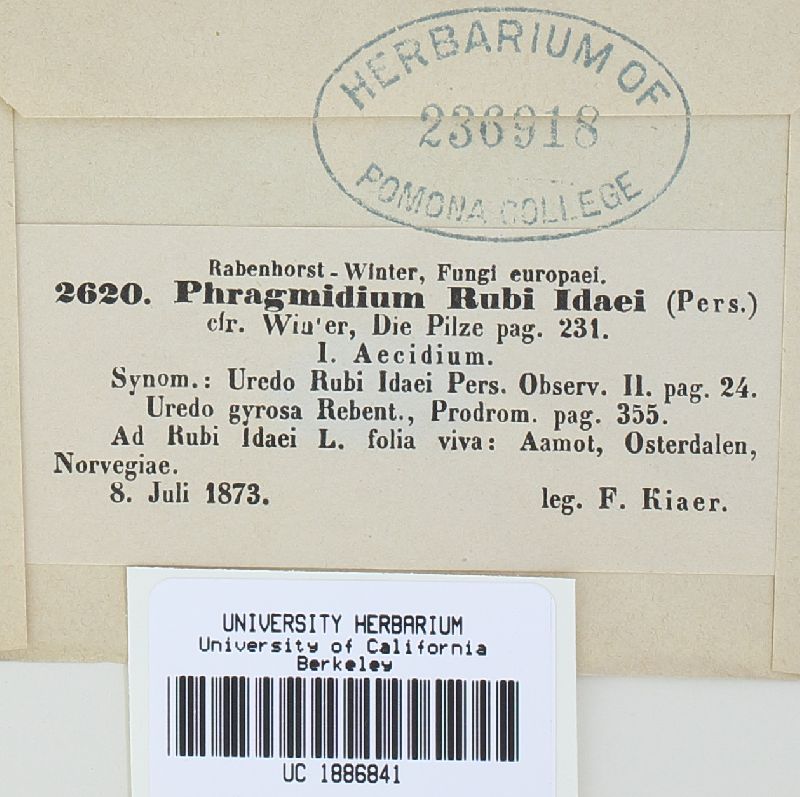 HERBARIUM OF
236918
POMONA COLLEGE
Rabenhorst - Winter, Fungi europaei.
2620. Phragmidium Rubi Idaei (Pers.)
cfr. Win'er, Die Pilze pag. 231.
I. Aecidium.
Synom.: Uredo Rubi Idaei Pers. Observ. II. pag. 24.
Uredo gyrosa Rebent., Prodrom. pag. 355.
Ad Rubi Idaei L. folia viva: Aamot, Osterdalen,
Norvegiae.
8. Juli 1873. leg. F. Kiaer.
UNIVERSITY HERBARIUM
University of California
Berkeley
UC 1886841